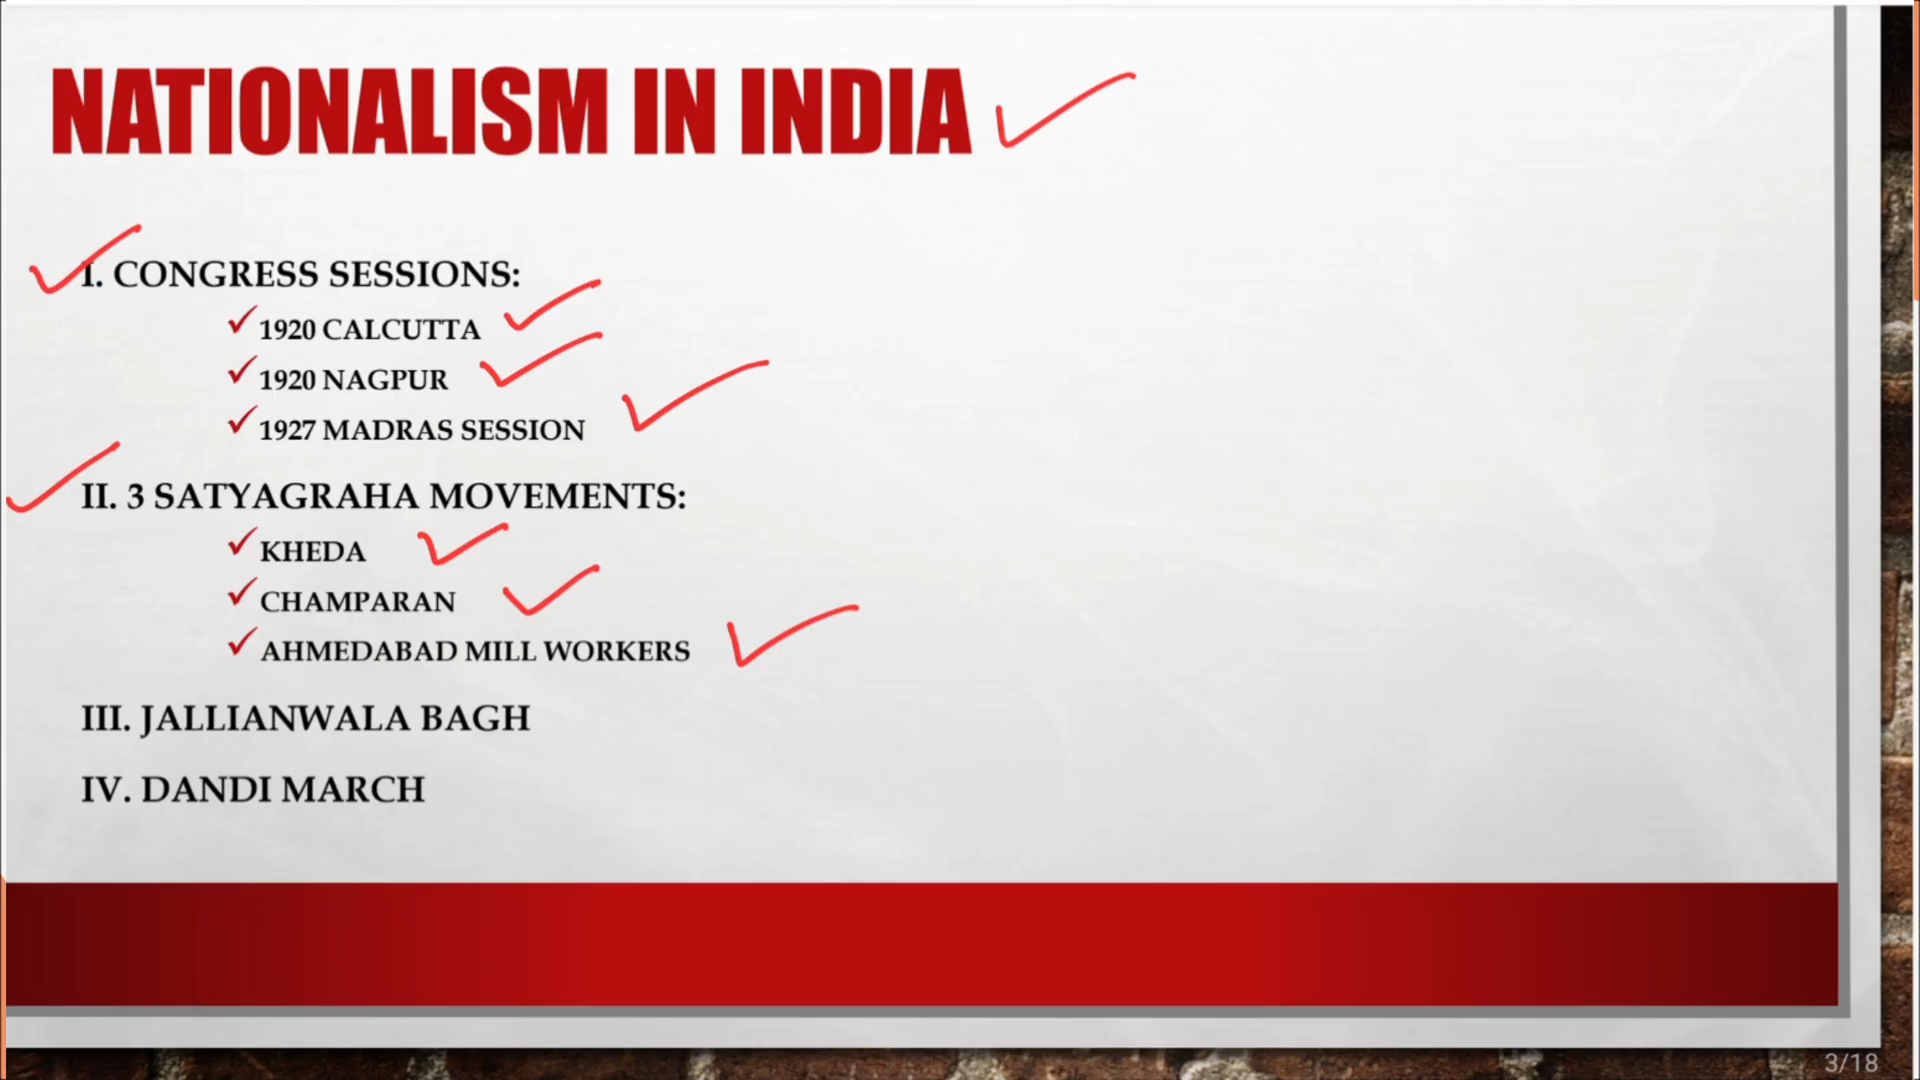 NATIONALISM IN INDIA
I. CONGRESS SESSIONS:
1920 CALCUTTA
1920 NAGPUR
1927 MADRAS SESSION
II. 3 SATYAGRAHA MOVEMENTS:
KHEDA
CHAMPARAN
AHMEDABAD MILL WORKERS
III. JALLIANWALA BAGH
IV. DANDI MARCH
3/18